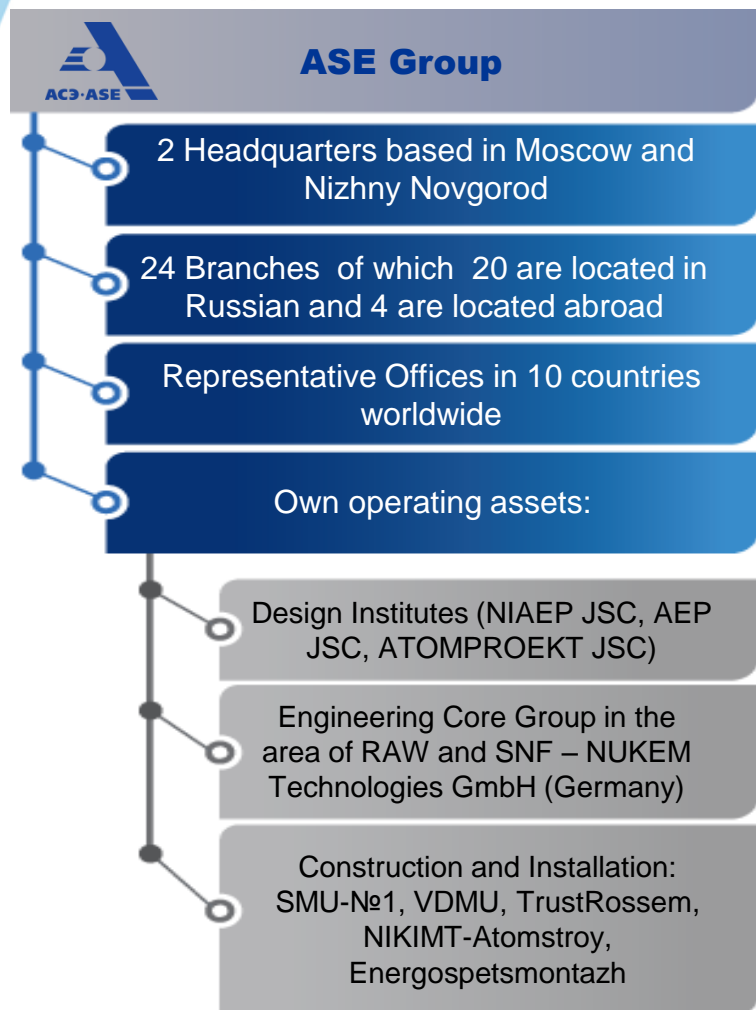 АСЭ·ASE
ASE Group
2 Headquarters based in Moscow and
Nizhny Novgorod
24 Branches of which 20 are located in
Russian and 4 are located abroad
Representative Offices in 10 countries
worldwide
Own operating assets:
Design Institutes (NIAEP JSC, AEP
JSC, ATOMPROEKT JSC)
Engineering Core Group in the
area of RAW and SNF – NUKEM
Technologies GmbH (Germany)
Construction and Installation:
SMU-№1, VDMU, TrustRossem,
NIKIMT-Atomstroy,
Energospetsmontazh